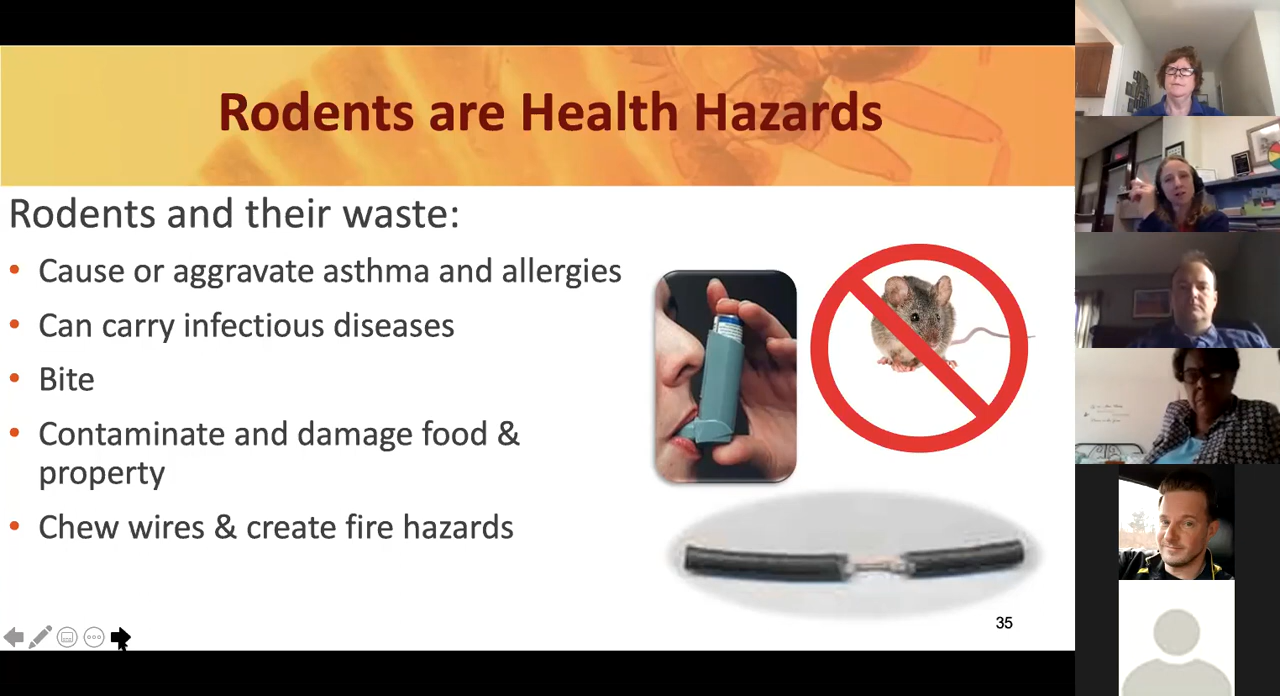 Rodents are Health Hazards
Rodents and their waste:
• Cause or aggravate asthma and allergies
• Can carry infectious diseases
• Bite
• Contaminate and damage food &
property
• Chew wires & create fire hazards
35